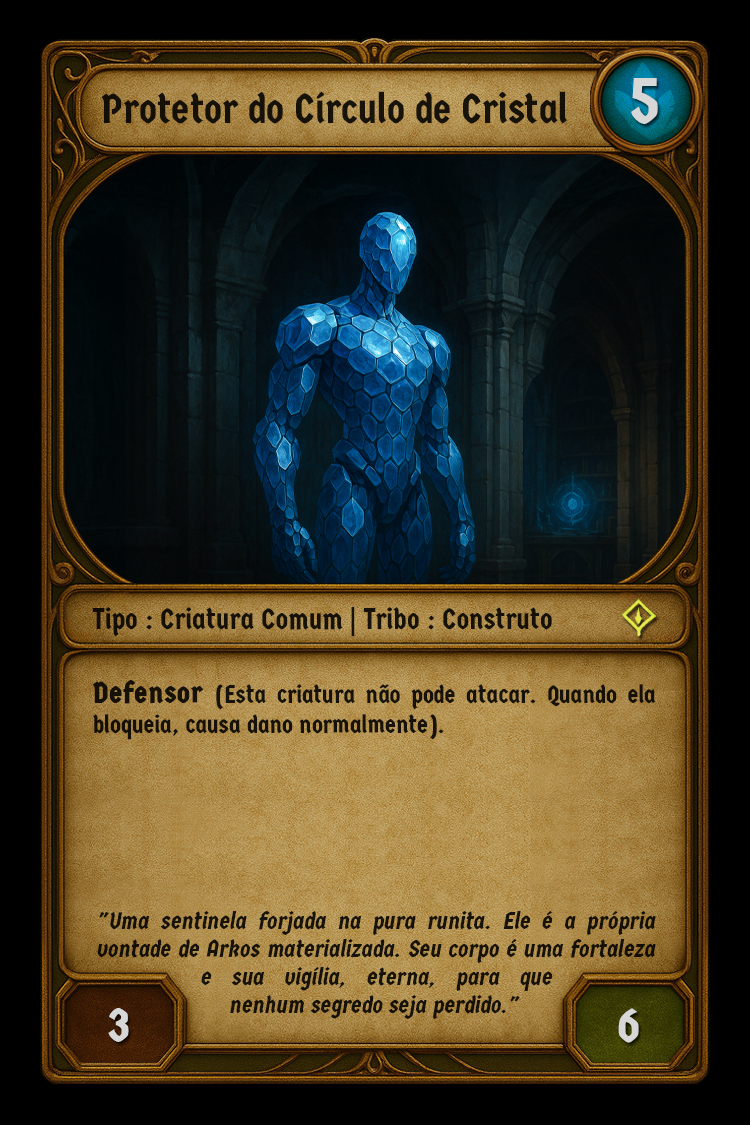 Protetor do Círculo de Cristal
5
Tipo : Criatura Comum | Tribo : Construto
Defensor (Esta criatura não pode atacar. Quando ela
bloqueia, causa dano normalmente).
"Uma sentinela forjada na pura runita. Ele é a própria
vontade de Arkos materializada. Seu corpo é uma fortaleza
e sua vigília, eterna, para que
nenhum segredo seja perdido."
3
6